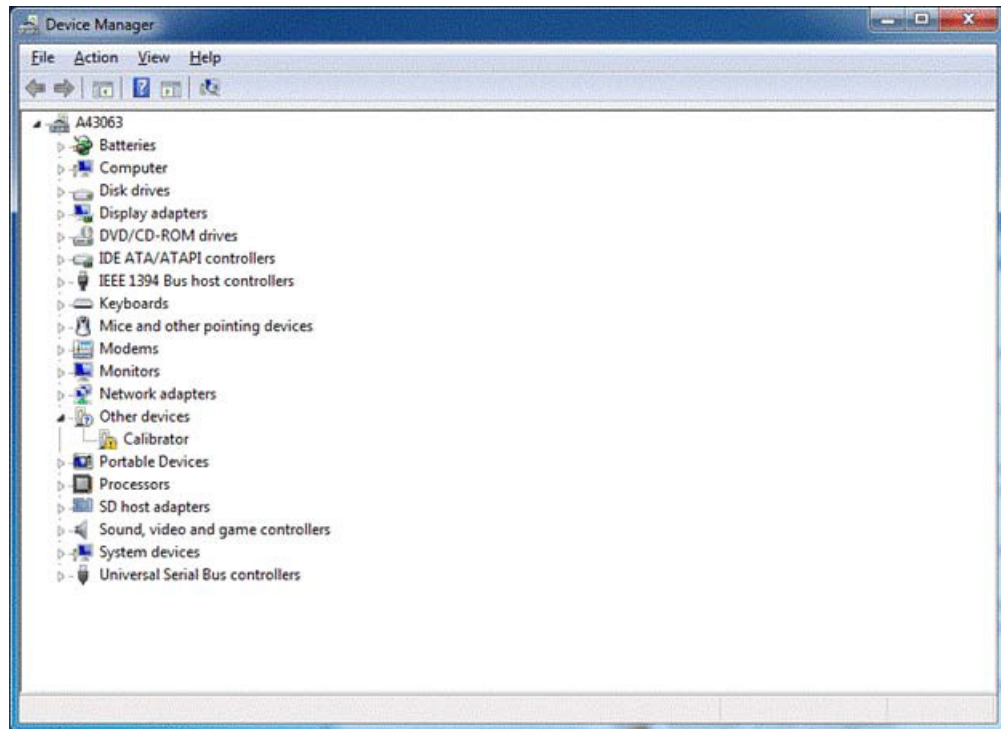 Device Manager
File Action View Help
A43063
Batteries
Computer
Disk drives
Display adapters
DVD/CD-ROM drives
IDE ATA/ATAPI controllers
IEEE 1394 Bus host controllers
Keyboards
Mice and other pointing devices
Modems
Monitors
Network adapters
Other devices
Calibrator
Portable Devices
Processors
SD host adapters
Sound, video and game controllers
System devices
Universal Serial Bus controllers